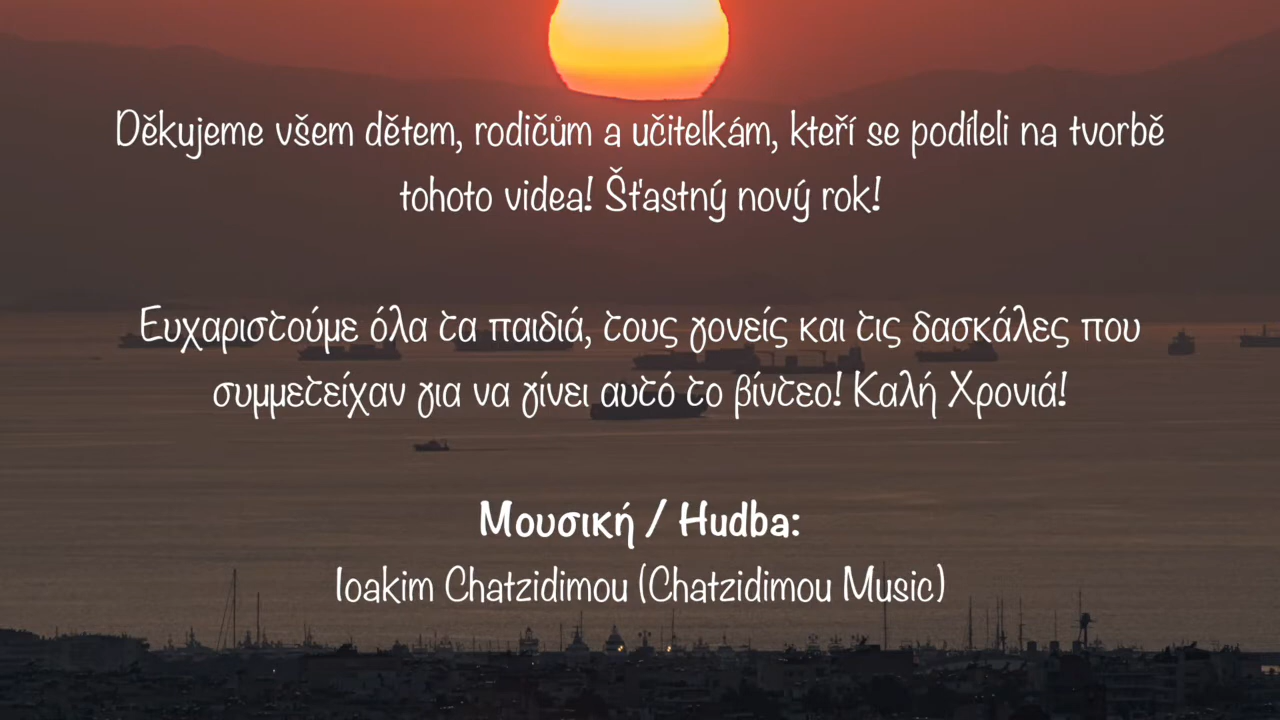 Děkujeme všem dětem, rodičům a učitelkám, kteří se podíleli na tvorbě
tohoto videa! Šťastný nový rok!
Ευχαριστούμε όλα τα παιδιά, τους γονείς και τις δασκάλες που
συμμετείχαν για να γίνει αυτό το βίντεο! Καλή Χρονιά!
Μουσική / Hudba:
Ioakim Chatzidimou (Chatzidimou Music)